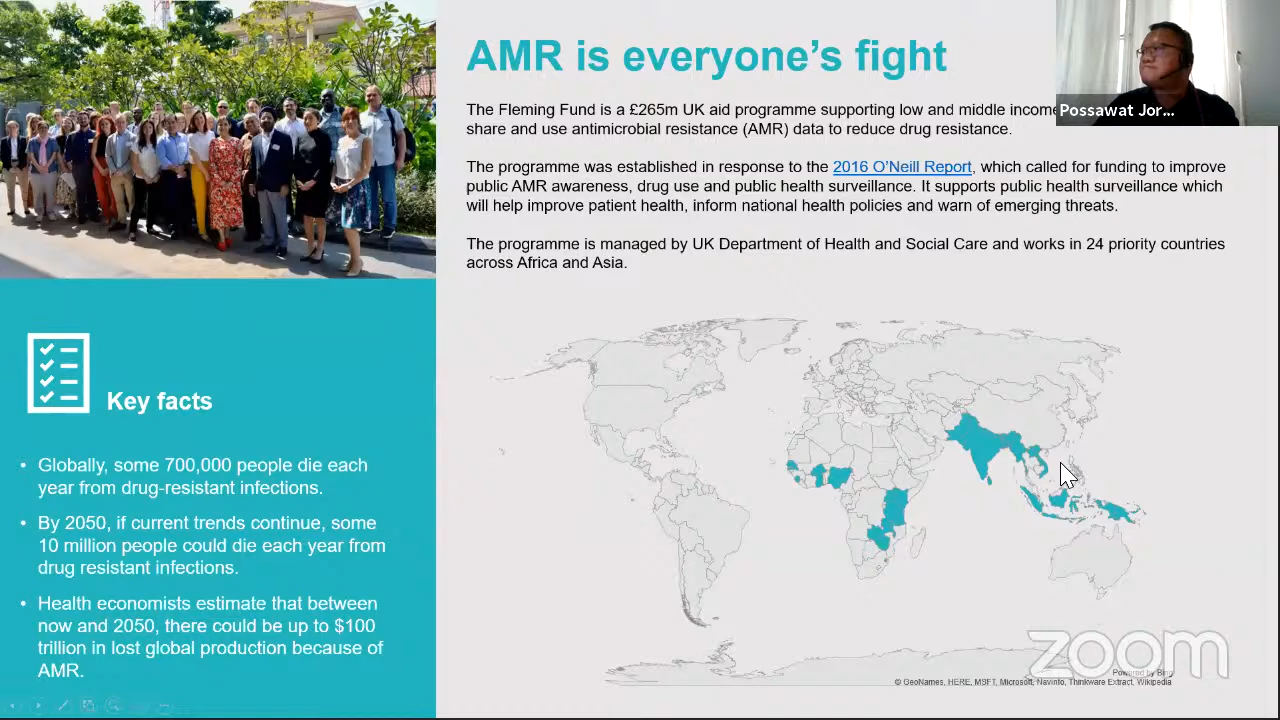 AMR is everyone's fight
Possawat Jor...
The Fleming Fund is a £265m UK aid programme supporting low and middle income
share and use antimicrobial resistance (AMR) data to reduce drug resistance.
The programme was established in response to the 2016 O'Neill Report, which called for funding to improve
public AMR awareness, drug use and public health surveillance. It supports public health surveillance which
will help improve patient health, inform national health policies and warn of emerging threats.
The programme is managed by UK Department of Health and Social Care and works in 24 priority countries
across Africa and Asia.
Key facts
• Globally, some 700,000 people die each
year from drug-resistant infections.
• By 2050, if current trends continue, some
10 million people could die each year from
drug resistant infections.
• Health economists estimate that between
now and 2050, there could be up to $100
trillion in lost global production because of
AMR.
zoom
Powered by Bing
© GeoNames, HERE, MSFT, Microsoft, NavInfo, Thinkware Extract, Wikipedia